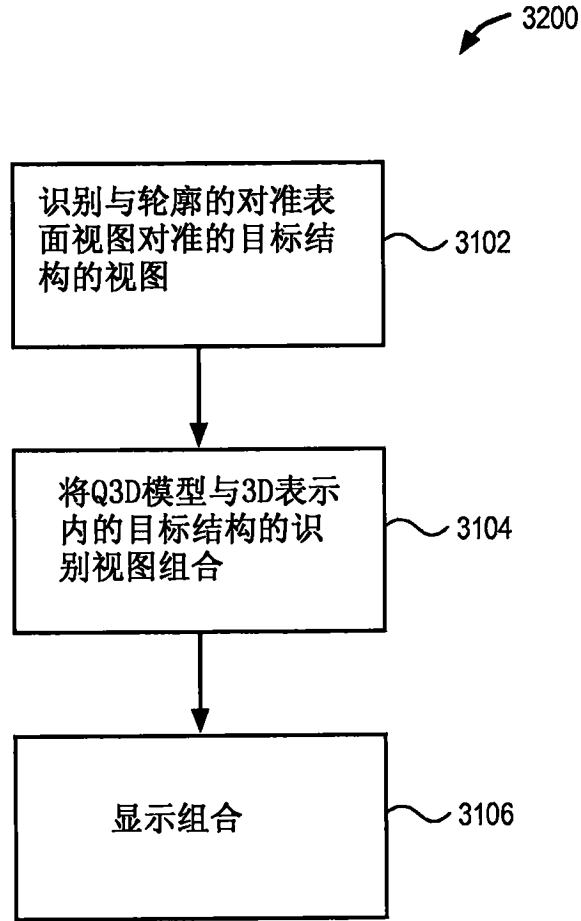 3200
识别与轮廓的对准表
面视图对准的目标结
构的视图
3102
将Q3D模型与3D表示
内的目标结构的识
别视图组合
3104
显示组合
3106